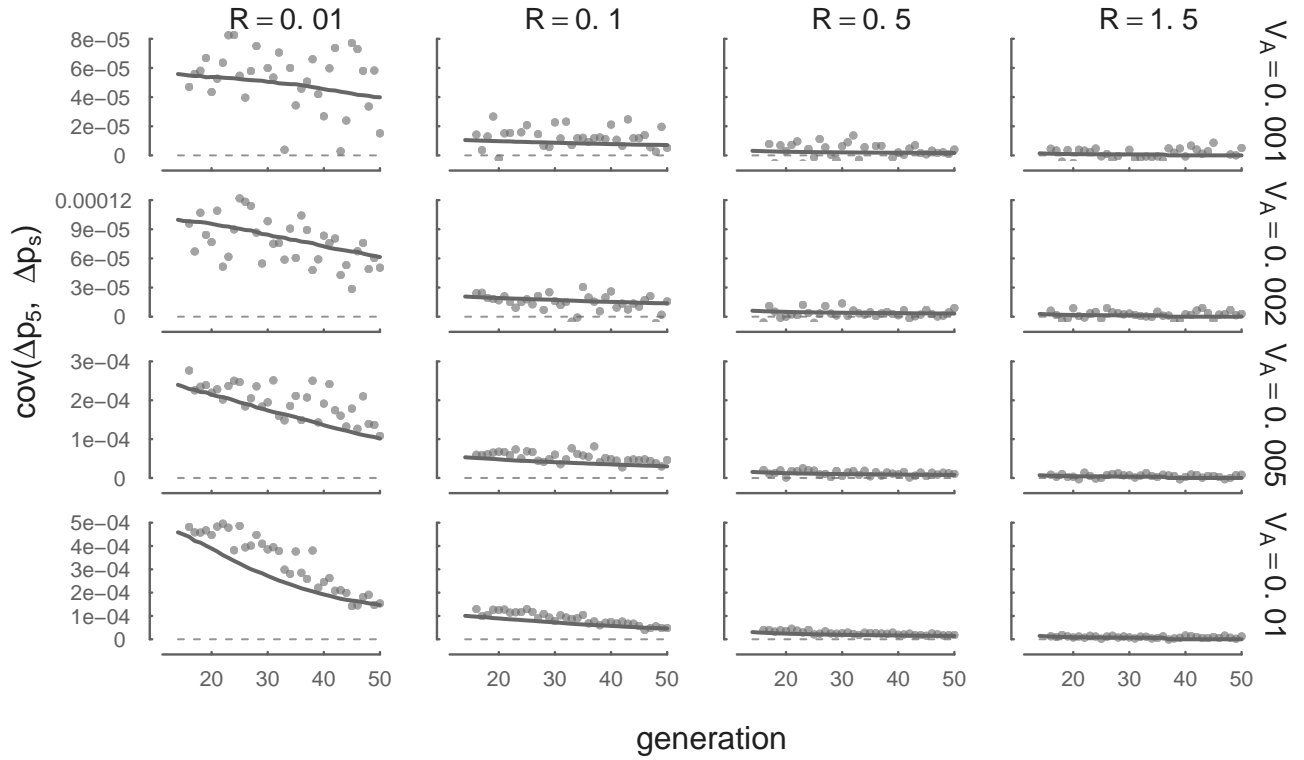 R = 0. 01 R = 0. 1 R = 0. 5 R = 1. 5
8e−05
6e−05
4e−05
2e−05
0
V_A = 0. 001
0.00012
9e−05
6e−05
3e−05
0
V_A = 0. 002
cov(Δp₅, Δpₛ)
3e−04
2e−04
1e−04
0
V_A = 0. 005
5e−04
4e−04
3e−04
2e−04
1e−04
0
V_A = 0. 01
20 30 40 50 20 30 40 50 20 30 40 50 20 30 40 50
generation